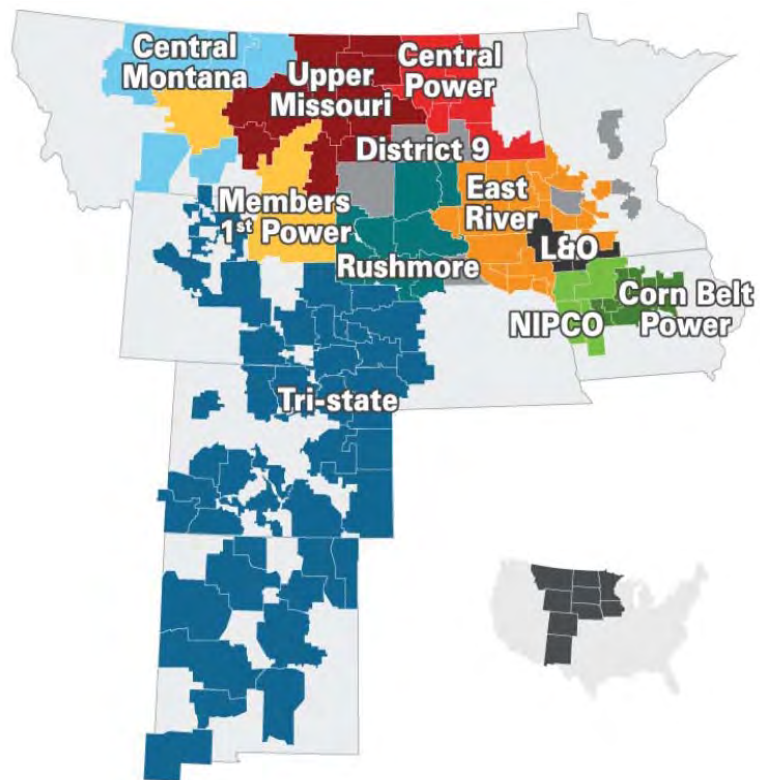 Central
Montana
Upper
Missouri
Central
Power
District 9
Members
1st Power
East
River
L&O
Rushmore
NIPCO
Corn Belt
Power
Tri-state